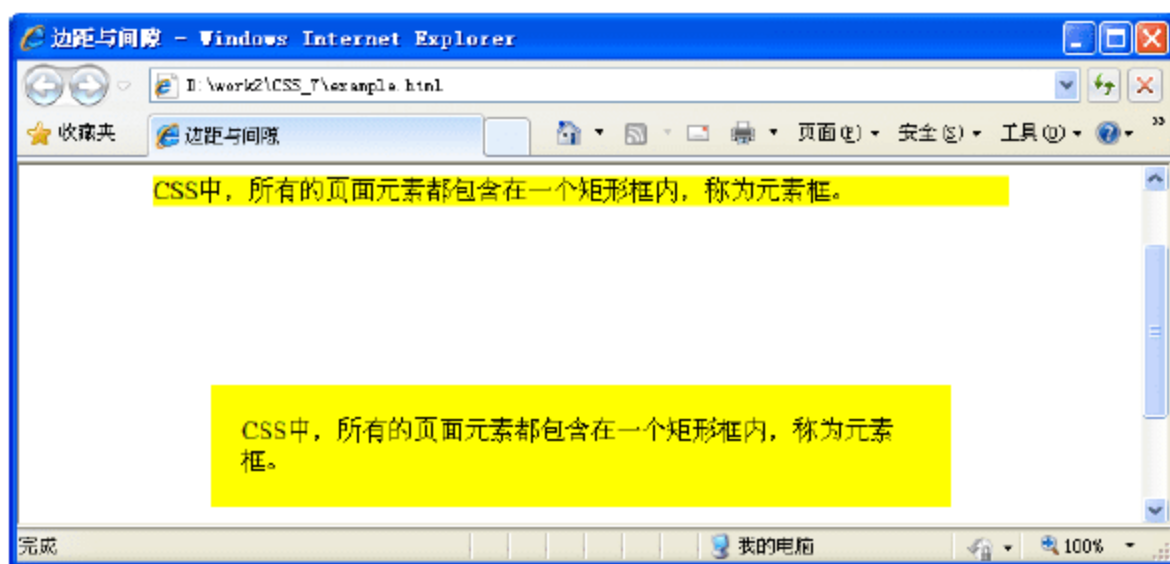 边距与间隙 - Windows Internet Explorer
D:\work2\CSS_7\example.html
收藏夹
边距与间隙
页面(P)
安全(S)
工具(O)
»
CSS中，所有的页面元素都包含在一个矩形框内，称为元素框。
CSS中，所有的页面元素都包含在一个矩形框内，称为元素
框。
完成
我的电脑
100%